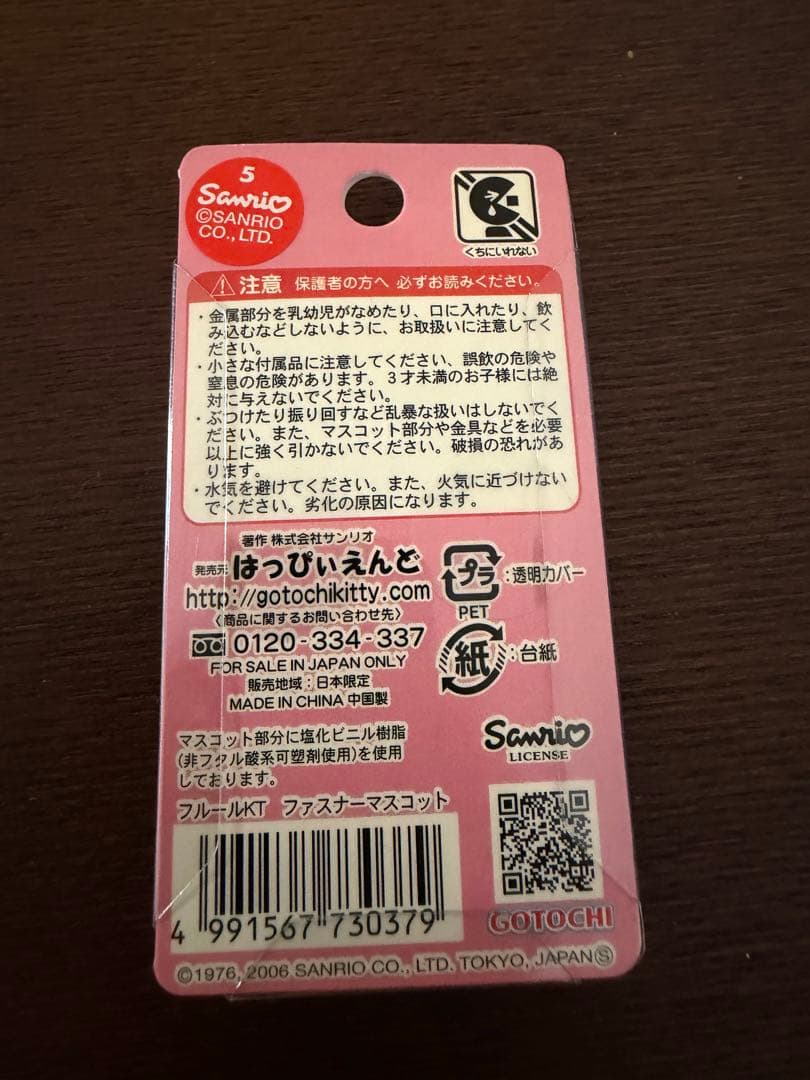 5
Sanrio
©SANRIO
CO., LTD.
くちにいれない
注意 保護者の方へ 必ずお読みください。
・金属部分を乳幼児がなめたり、口に入れたり、飲
み込むなどしないように、お取扱いに注意してく
ださい。
・小さな付属品に注意してください、誤飲の危険や
窒息の危険があります。3才未満のお子様には絶
対に与えないでください。
・ぶつけたり振り回すなど乱暴な扱いはしないでく
ださい。また、マスコット部分や金具などを必要
以上に強く引かないでください。破損の恐れがあ
ります。
・水気を避けてください。また、火気に近づけない
でください。劣化の原因になります。
著作 株式会社サンリオ
発売元 はっぴぃえんど
http://gotochikitty.com
〈商品に関するお問い合わせ先〉
0120-334-337
FOR SALE IN JAPAN ONLY
販売地域：日本限定
MADE IN CHINA 中国製
プラ:透明カバー
PET
紙:台紙
マスコット部分に塩化ビニル樹脂
(非フタル酸系可塑剤使用)を使用
しております。
Sanrio
LICENSE
フルールKT ファスナーマスコット
4 991567 730379
GOTOCHI
©1976, 2006 SANRIO CO., LTD. TOKYO, JAPAN Ⓢ